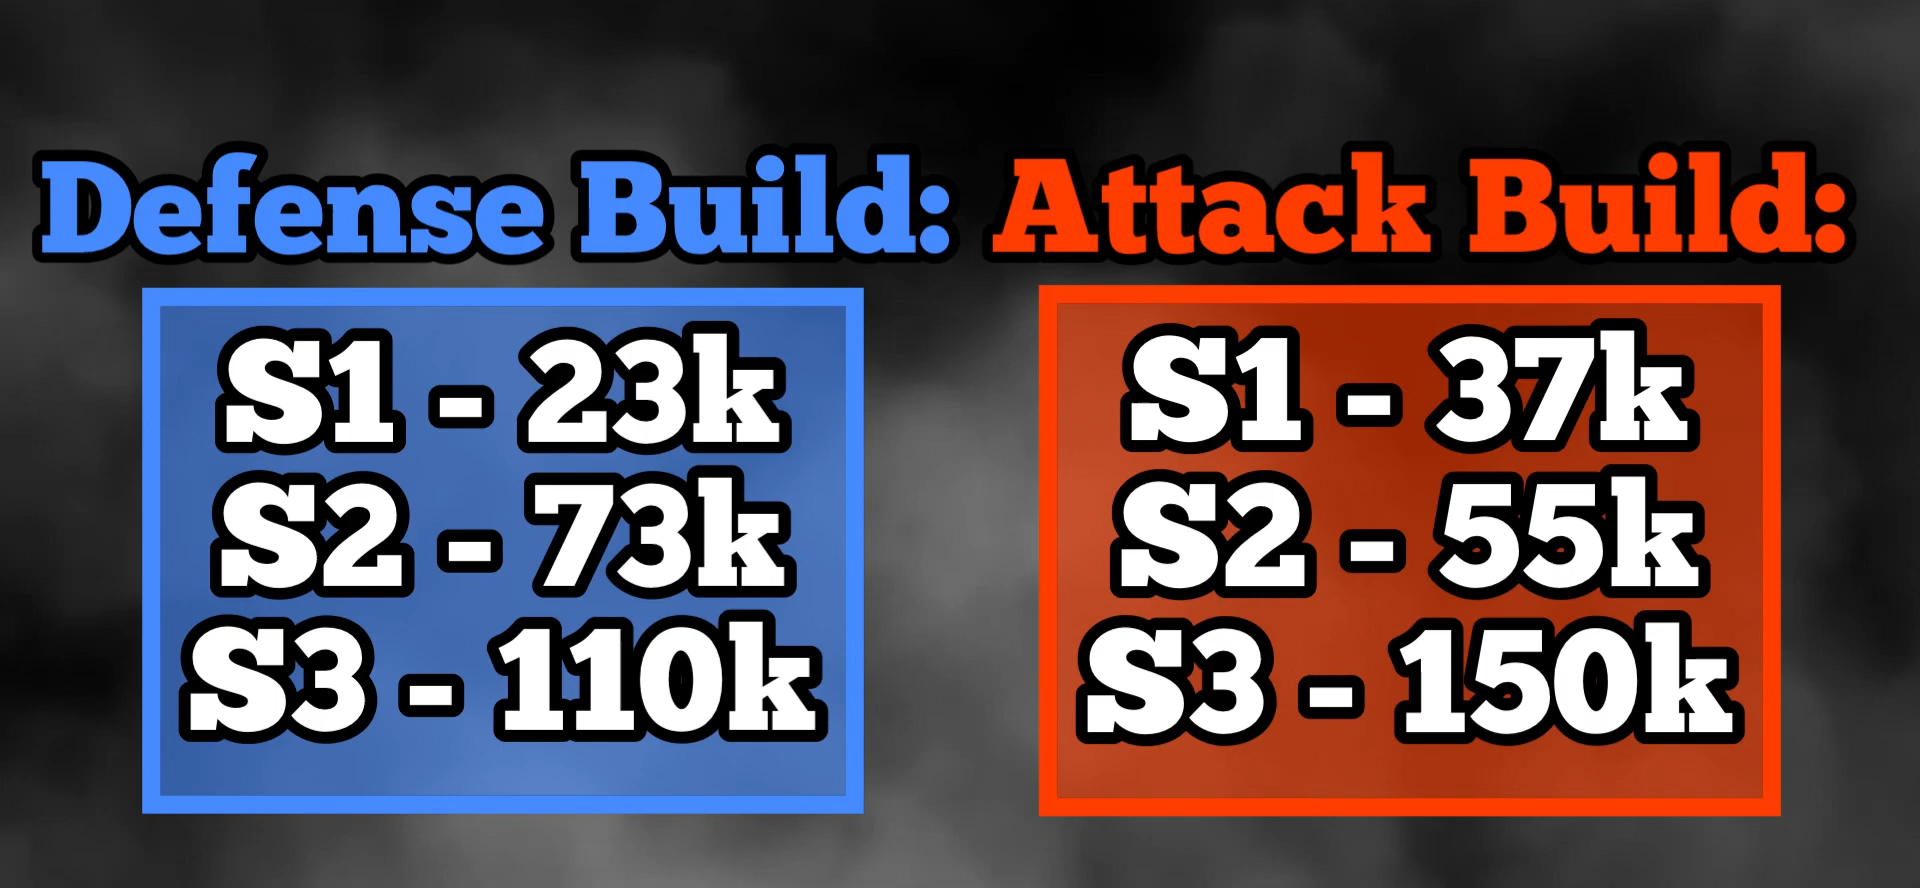 Defense Build:
S1 - 23k
S2 - 73k
S3 - 110k
Attack Build:
S1 - 37k
S2 - 55k
S3 - 150k